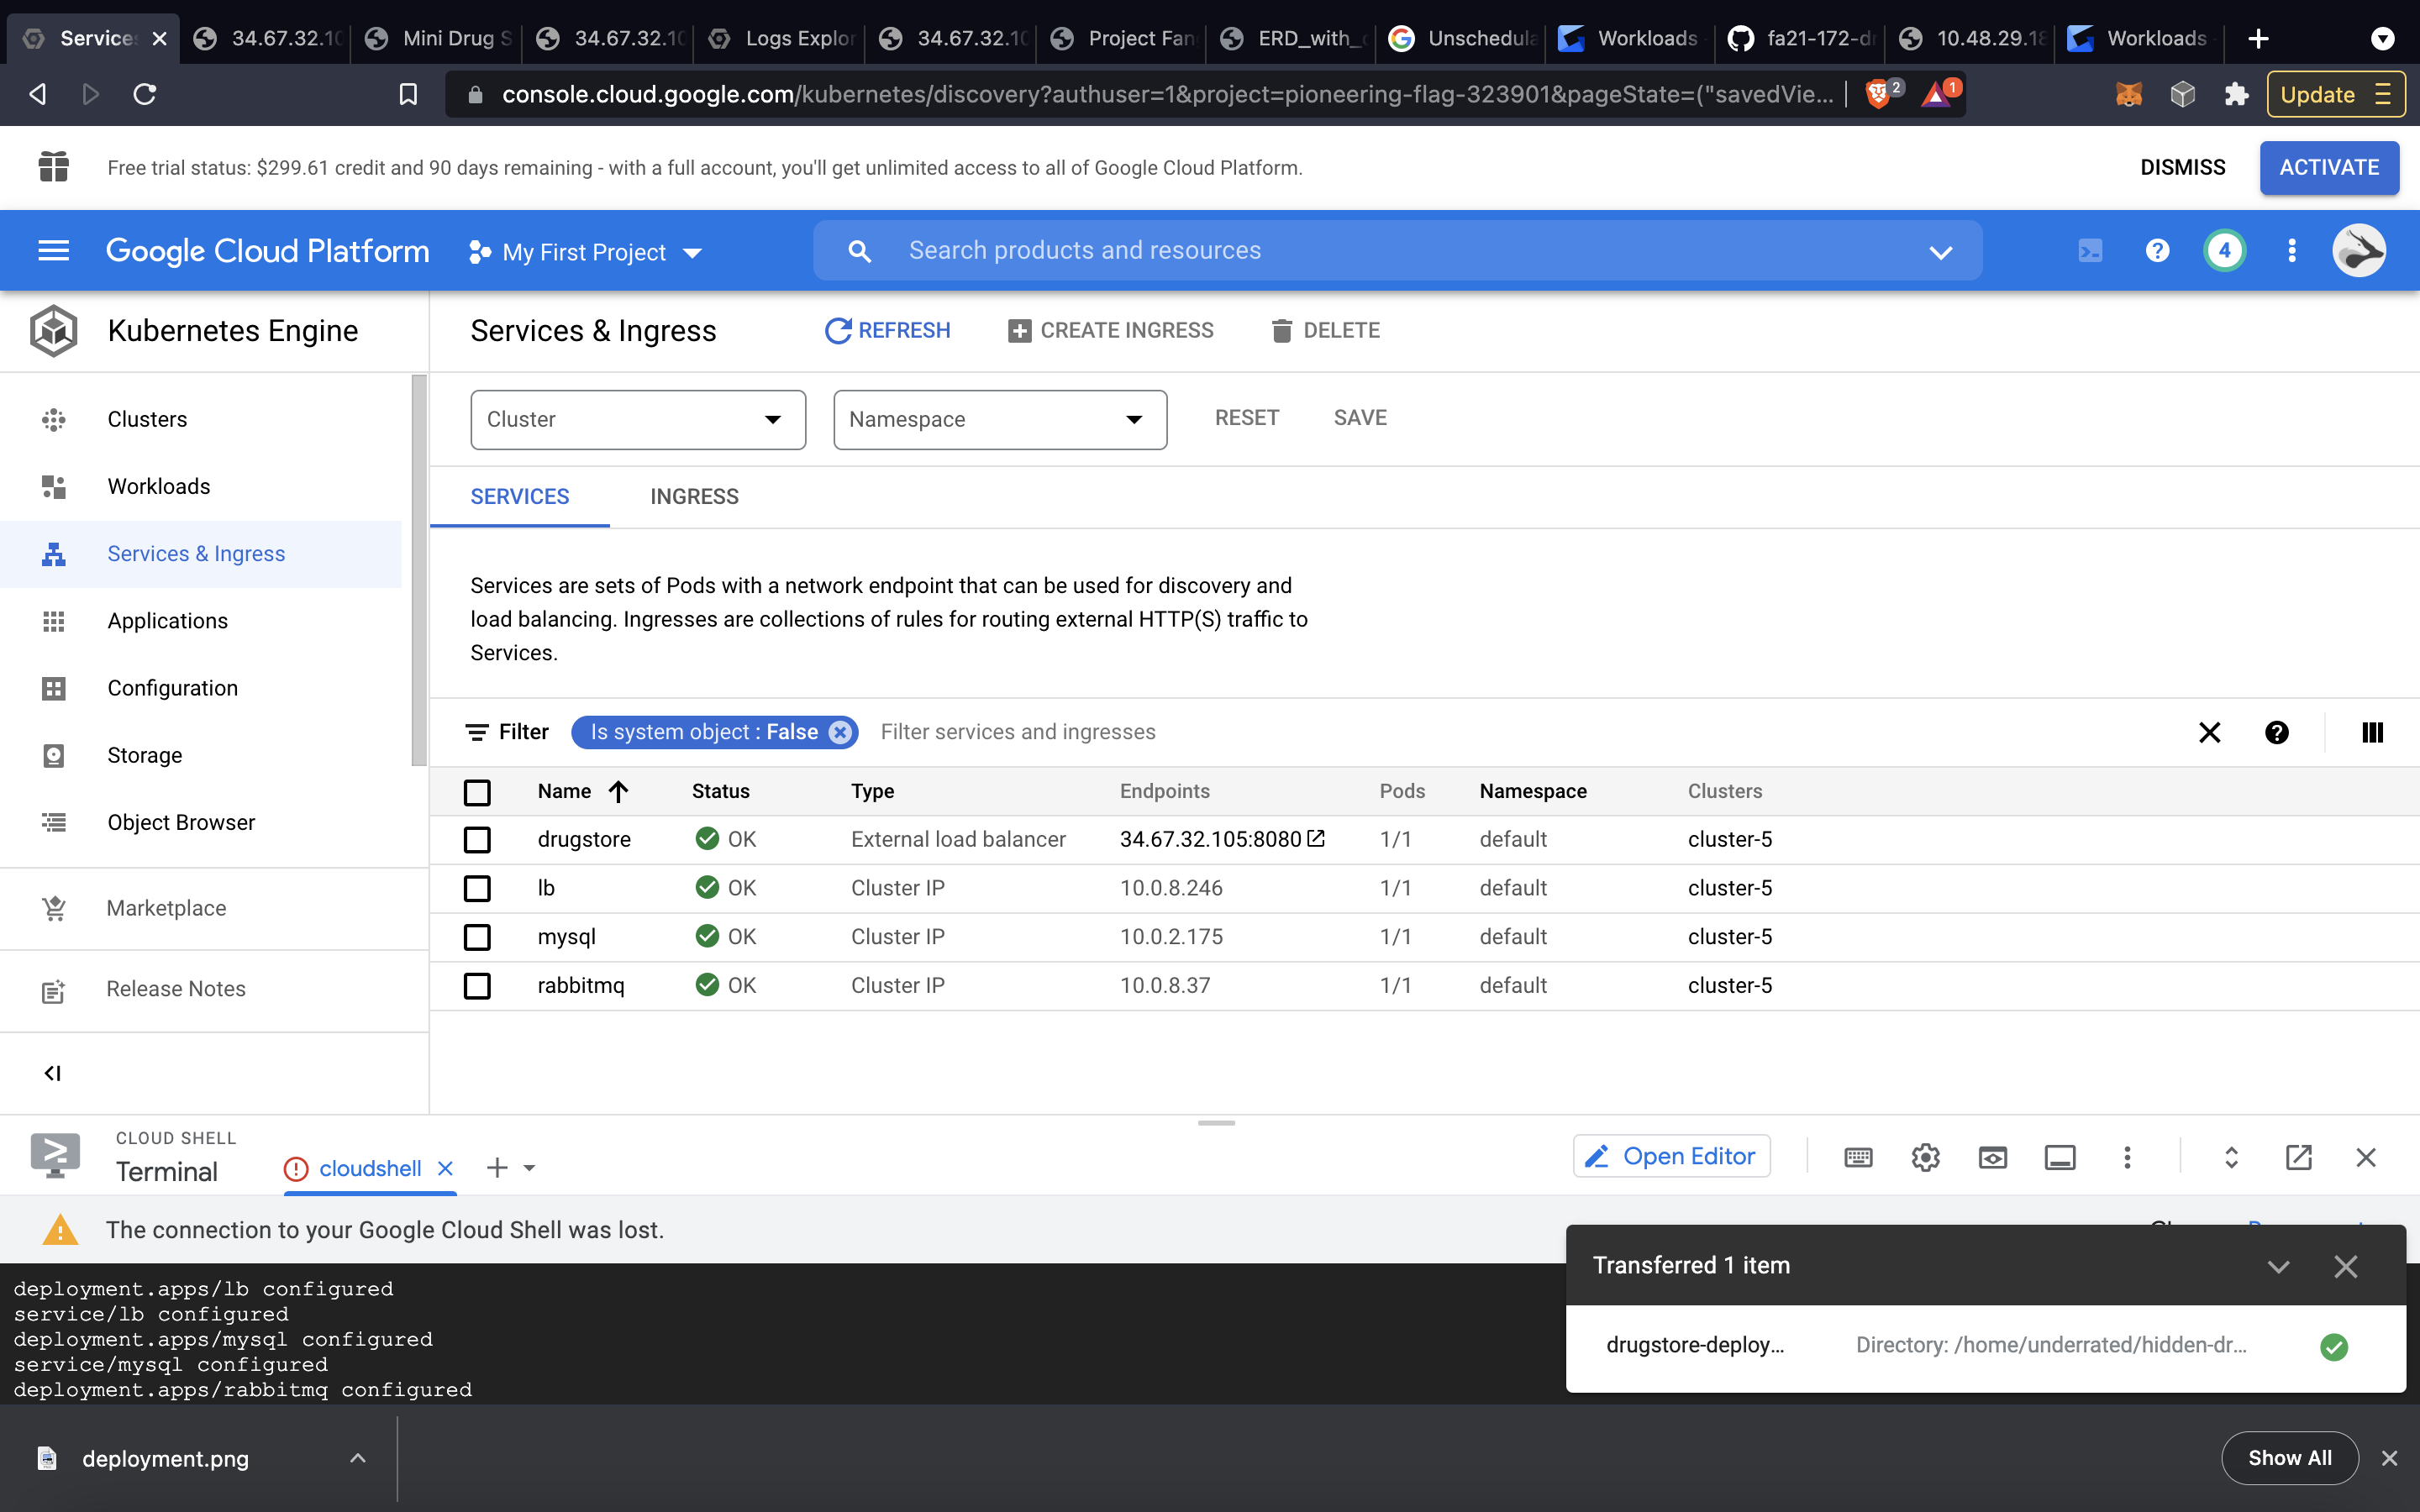 Services
34.67.32.10
Mini Drug S
34.67.32.10
Logs Explor
34.67.32.10
Project Fan
ERD_with_
Unschedula
Workloads
fa21-172-d
10.48.29.18
Workloads
console.cloud.google.com/kubernetes/discovery?authuser=1&project=pioneering-flag-323901&pageState=("savedVie...
2
1
Update
Free trial status: $299.61 credit and 90 days remaining - with a full account, you'll get unlimited access to all of Google Cloud Platform.
DISMISS
ACTIVATE
Google Cloud Platform
My First Project
Search products and resources
4
Kubernetes Engine
Services & Ingress
REFRESH
CREATE INGRESS
DELETE
Clusters
Workloads
Services & Ingress
Applications
Configuration
Storage
Object Browser
Marketplace
Release Notes
Cluster
Namespace
RESET
SAVE
SERVICES
INGRESS
Services are sets of Pods with a network endpoint that can be used for discovery and
load balancing. Ingresses are collections of rules for routing external HTTP(S) traffic to
Services.
Filter
Is system object : False
Filter services and ingresses
Name Status Type Endpoints Pods Namespace Clusters
drugstore OK External load balancer 34.67.32.105:8080 1/1 default cluster-5
lb OK Cluster IP 10.0.8.246 1/1 default cluster-5
mysql OK Cluster IP 10.0.2.175 1/1 default cluster-5
rabbitmq OK Cluster IP 10.0.8.37 1/1 default cluster-5
CLOUD SHELL
Terminal
cloudshell
Open Editor
The connection to your Google Cloud Shell was lost.
deployment.apps/lb configured
service/lb configured
deployment.apps/mysql configured
service/mysql configured
deployment.apps/rabbitmq configured
Transferred 1 item
drugstore-deploy...
Directory: /home/underrated/hidden-dr...
deployment.png
Show All